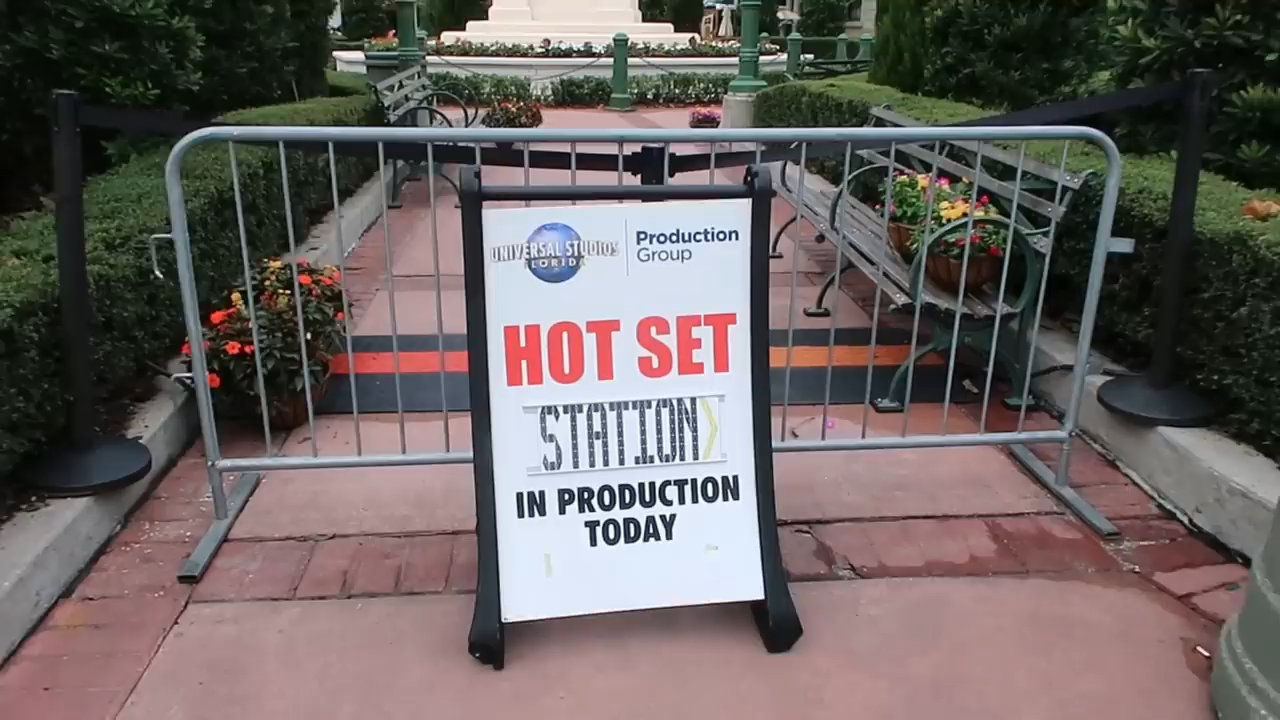 UNIVERSAL STUDIOS
FLORIDA
Production
Group
HOT SET
STATION
IN PRODUCTION
TODAY